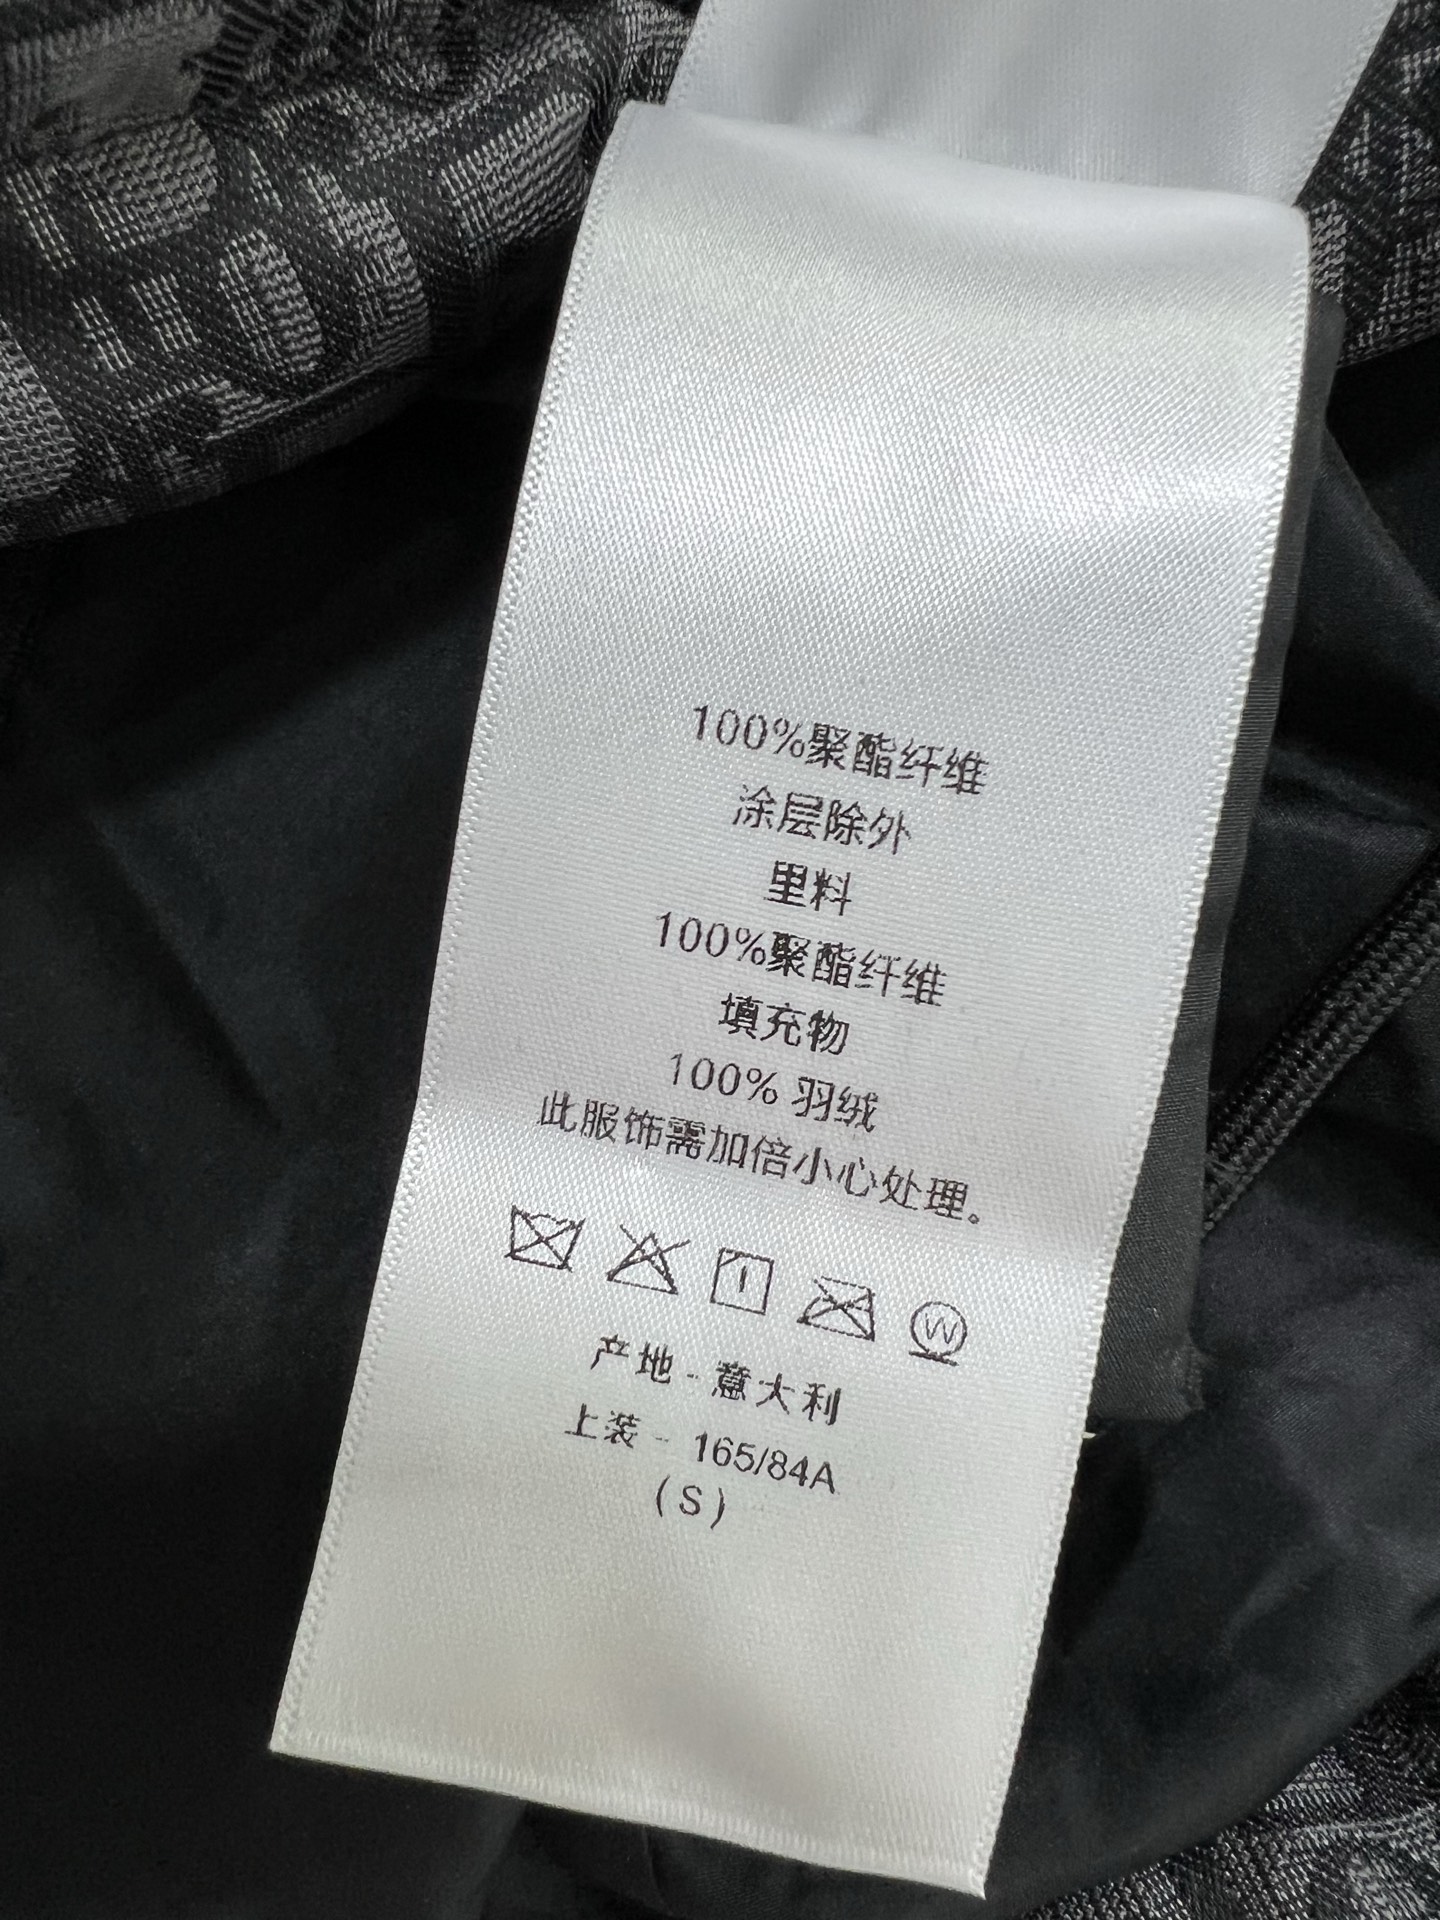 100%聚酯纤维
涂层除外
里料
100%聚酯纤维
填充物
100% 羽绒
此服饰需加倍小心处理。
W
产地 - 意大利
上装 - 165/84A
(S)